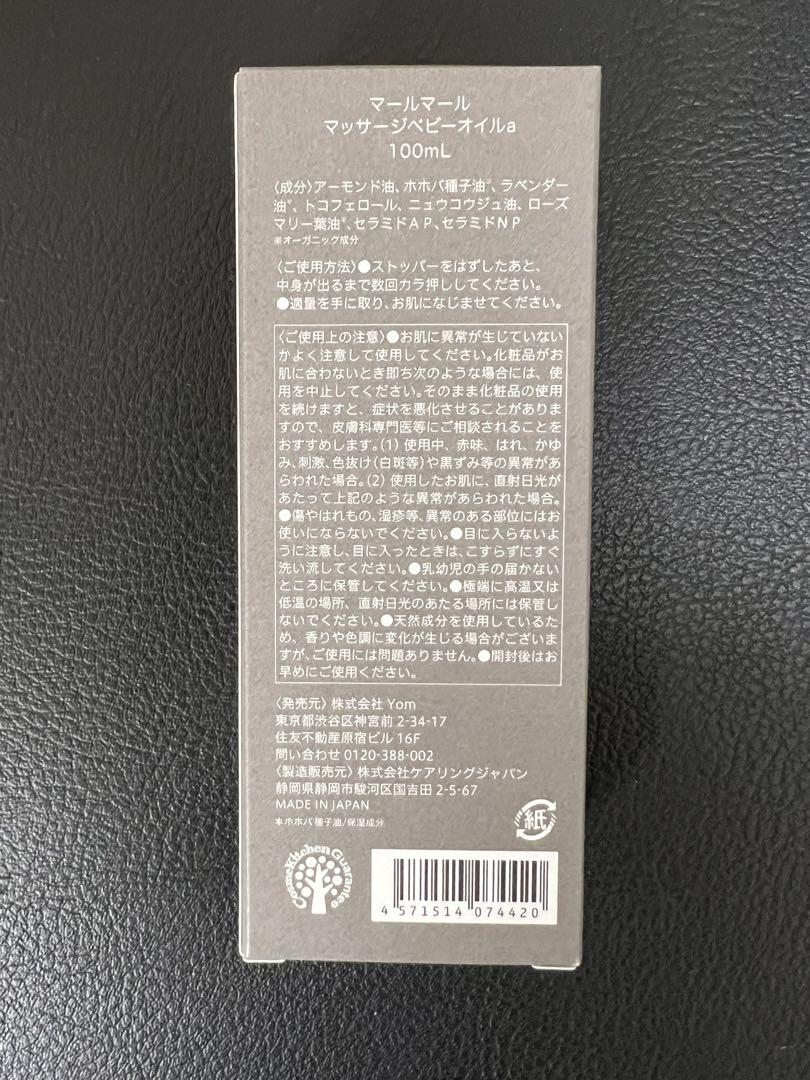 マールマール
マッサージベビーオイルa
100mL
〈成分〉アーモンド油、ホホバ種子油※、ラベンダー
油※、トコフェロール、ニュウコウジュ油、ローズ
マリー葉油※、セラミドAP、セラミドNP
※オーガニック成分
〈ご使用方法〉●ストッパーをはずしたあと、
中身が出るまで数回カラ押ししてください。
●適量を手に取り、お肌になじませてください。
〈ご使用上の注意〉●お肌に異常が生じていない
かよく注意して使用してください。化粧品がお
肌に合わないとき即ち次のような場合には、使
用を中止してください。そのまま化粧品の使用
を続けますと、症状を悪化させることがありま
すので、皮膚科専門医等にご相談されることを
おすすめします。(1) 使用中、赤味、はれ、かゆ
み、刺激、色抜け(白斑等)や黒ずみ等の異常があ
らわれた場合。(2) 使用したお肌に、直射日光が
あたって上記のような異常があらわれた場合。
●傷やはれもの、湿疹等、異常のある部位にはお
使いにならないでください。●目に入らないよ
うに注意し、目に入ったときは、こすらずにすぐ
洗い流してください。●乳幼児の手の届かない
ところに保管してください。●極端に高温又は
低温の場所、直射日光のあたる場所には保管し
ないでください。●天然成分を使用しているた
め、香りや色調に変化が生じる場合がございま
すが、ご使用には問題ありません。●開封後はお
早めにご使用ください。
〈発売元〉株式会社 Yom
東京都渋谷区神宮前 2-34-17
住友不動産原宿ビル 16F
問い合わせ 0120-388-002
〈製造販売元〉株式会社ケアリングジャパン
静岡県静岡市駿河区国吉田 2-5-67
MADE IN JAPAN
＊ホホバ種子油/保湿成分
紙
CosmeKitchen Guarantee
4 571514 074420